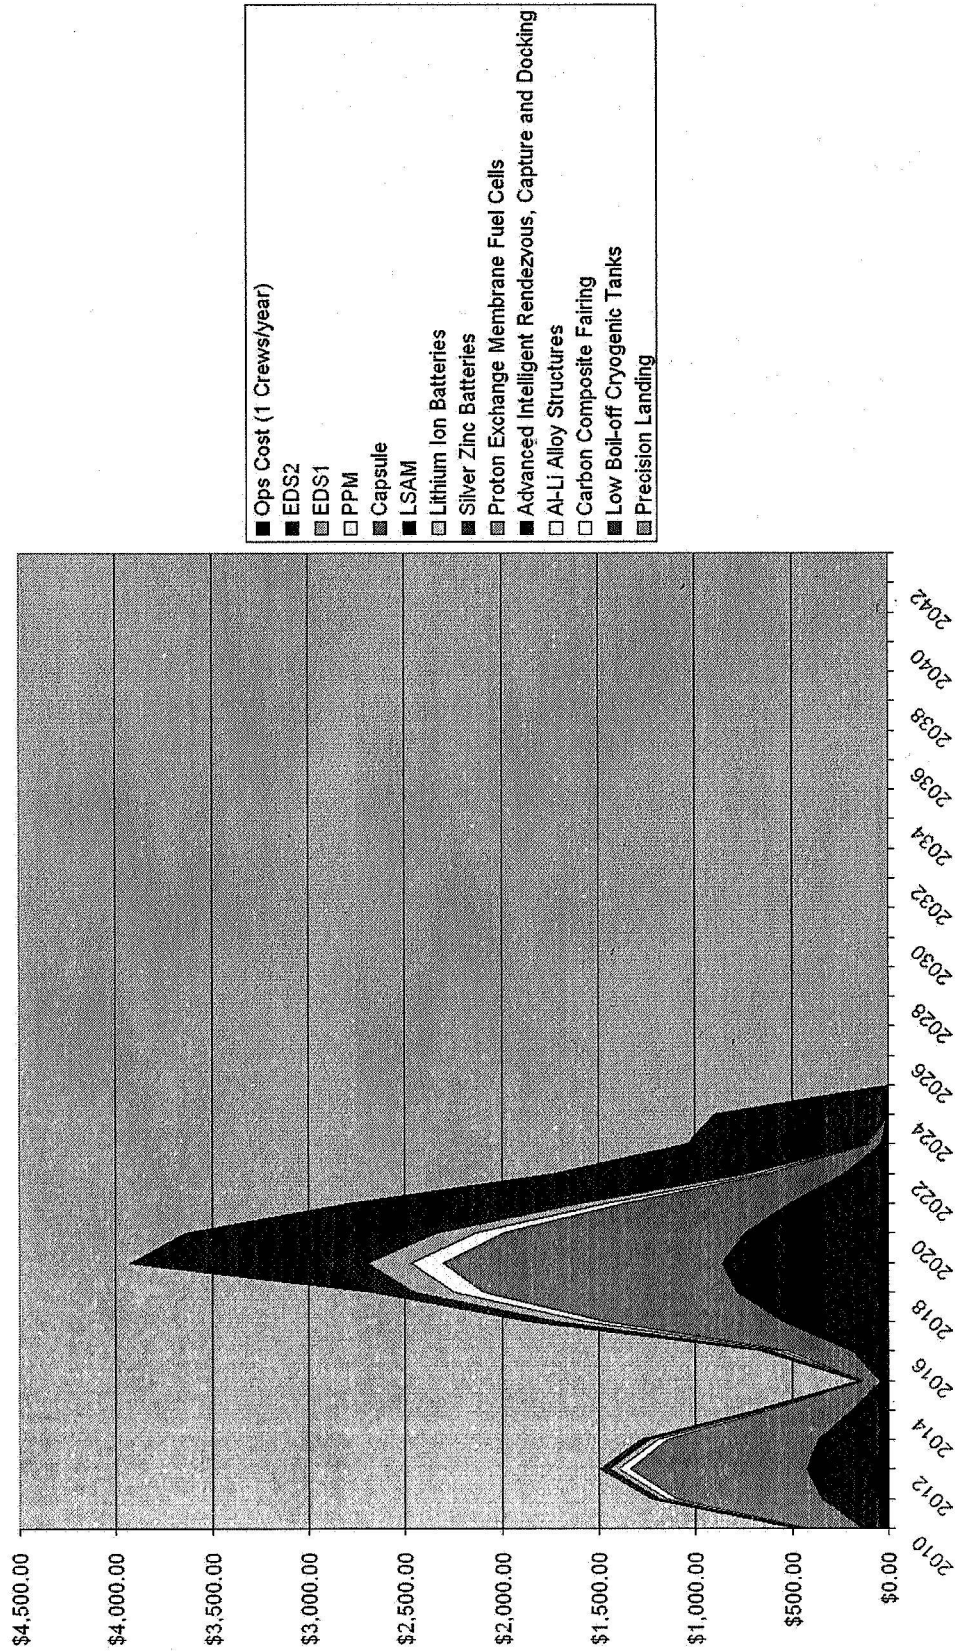 $4,500.00
$4,000.00
$3,500.00
$3,000.00
$2,500.00
$2,000.00
$1,500.00
$1,000.00
$500.00
$0.00
2010
2012
2014
2016
2018
2020
2022
2024
2026
2028
2030
2032
2034
2036
2038
2040
2042
Ops Cost (1 Crews/year)
EDS2
EDS1
PPM
Capsule
LSAM
Lithium Ion Batteries
Silver Zinc Batteries
Proton Exchange Membrane Fuel Cells
Advanced Intelligent Rendezvous, Capture and Docking
Al-Li Alloy Structures
Carbon Composite Fairing
Low Boil-off Cryogenic Tanks
Precision Landing